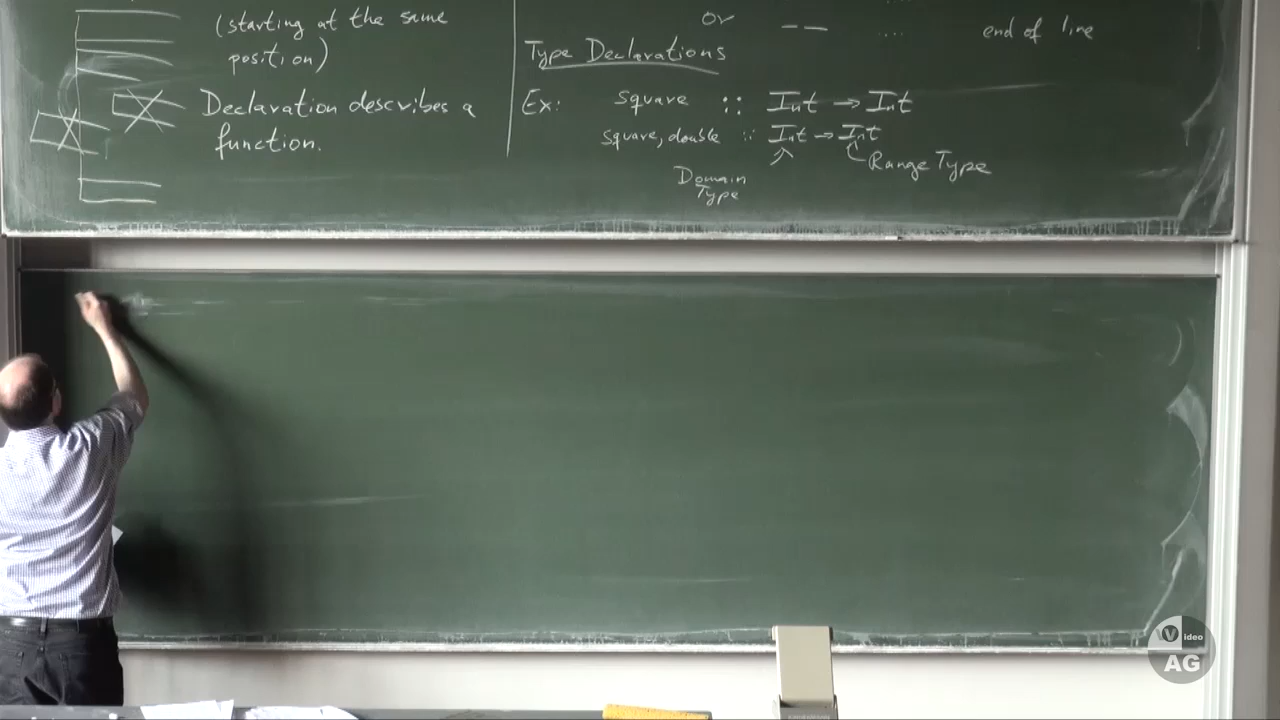 (starting at the same
position)
Declaration describes a
function.
or -- .... end of line
Type Declarations
Ex: square :: Int → Int
square, double :: Int → Int
Range Type
Domain
Type
Video
AG